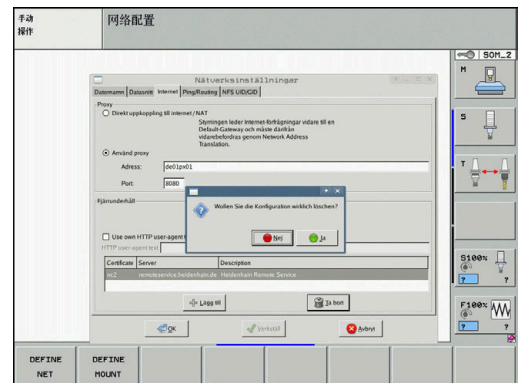 手动
操作
网络配置
SOM_2
Nätverksinställningar
Datornamn Datasnitt Internet Ping/Routing NFS UID/GID
Proxy
Direkt uppkoppling till internet/NAT
Styrningen leder Internet-förfrågningar vidare till en
Default-Gateway och måste därifrån
vidarebefordras genom Network Address
Translation.
Använd proxy
Adress: de01px01
Port: 8080
Fjärrunderhåll
Wollen Sie die Konfiguration wirklich löschen?
Nej Ja
Use own HTTP user-agent
HTTP user-agent text
Certificate Server Description
nc2 remoteservice.heidenhain.de Heidenhain Remote Service
Lägg till Ta bort
OK Verkställ Avbryt
M
S
T
S100%
? ?
F100% W
? ?
DEFINE
NET
DEFINE
MOUNT